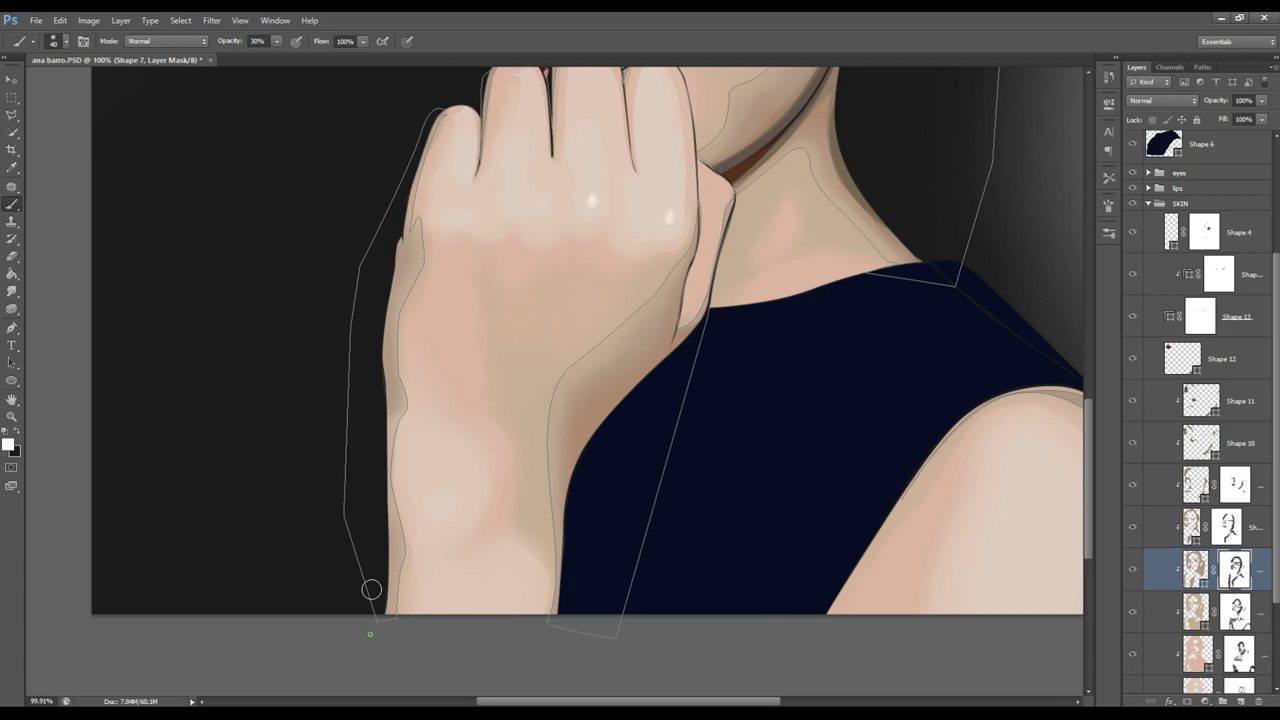 Ps File Edit Image Layer Type Select Filter View Window Help
40 Mode: Normal Opacity: 30% Flow: 100% Essentials
ana barro.PSD @ 100% (Shape 7, Layer Mask/8) * ×
Layers Channels Paths
Kind
Normal Opacity: 100%
Lock: Fill: 100%
Shape 6
eyes
lips
SKIN
Shape 4
Shap...
Shape 13
Shape 12
Shape 11
Shape 10
...
Sh...
...
...
...
99.91% Doc: 7.84M/60.1M